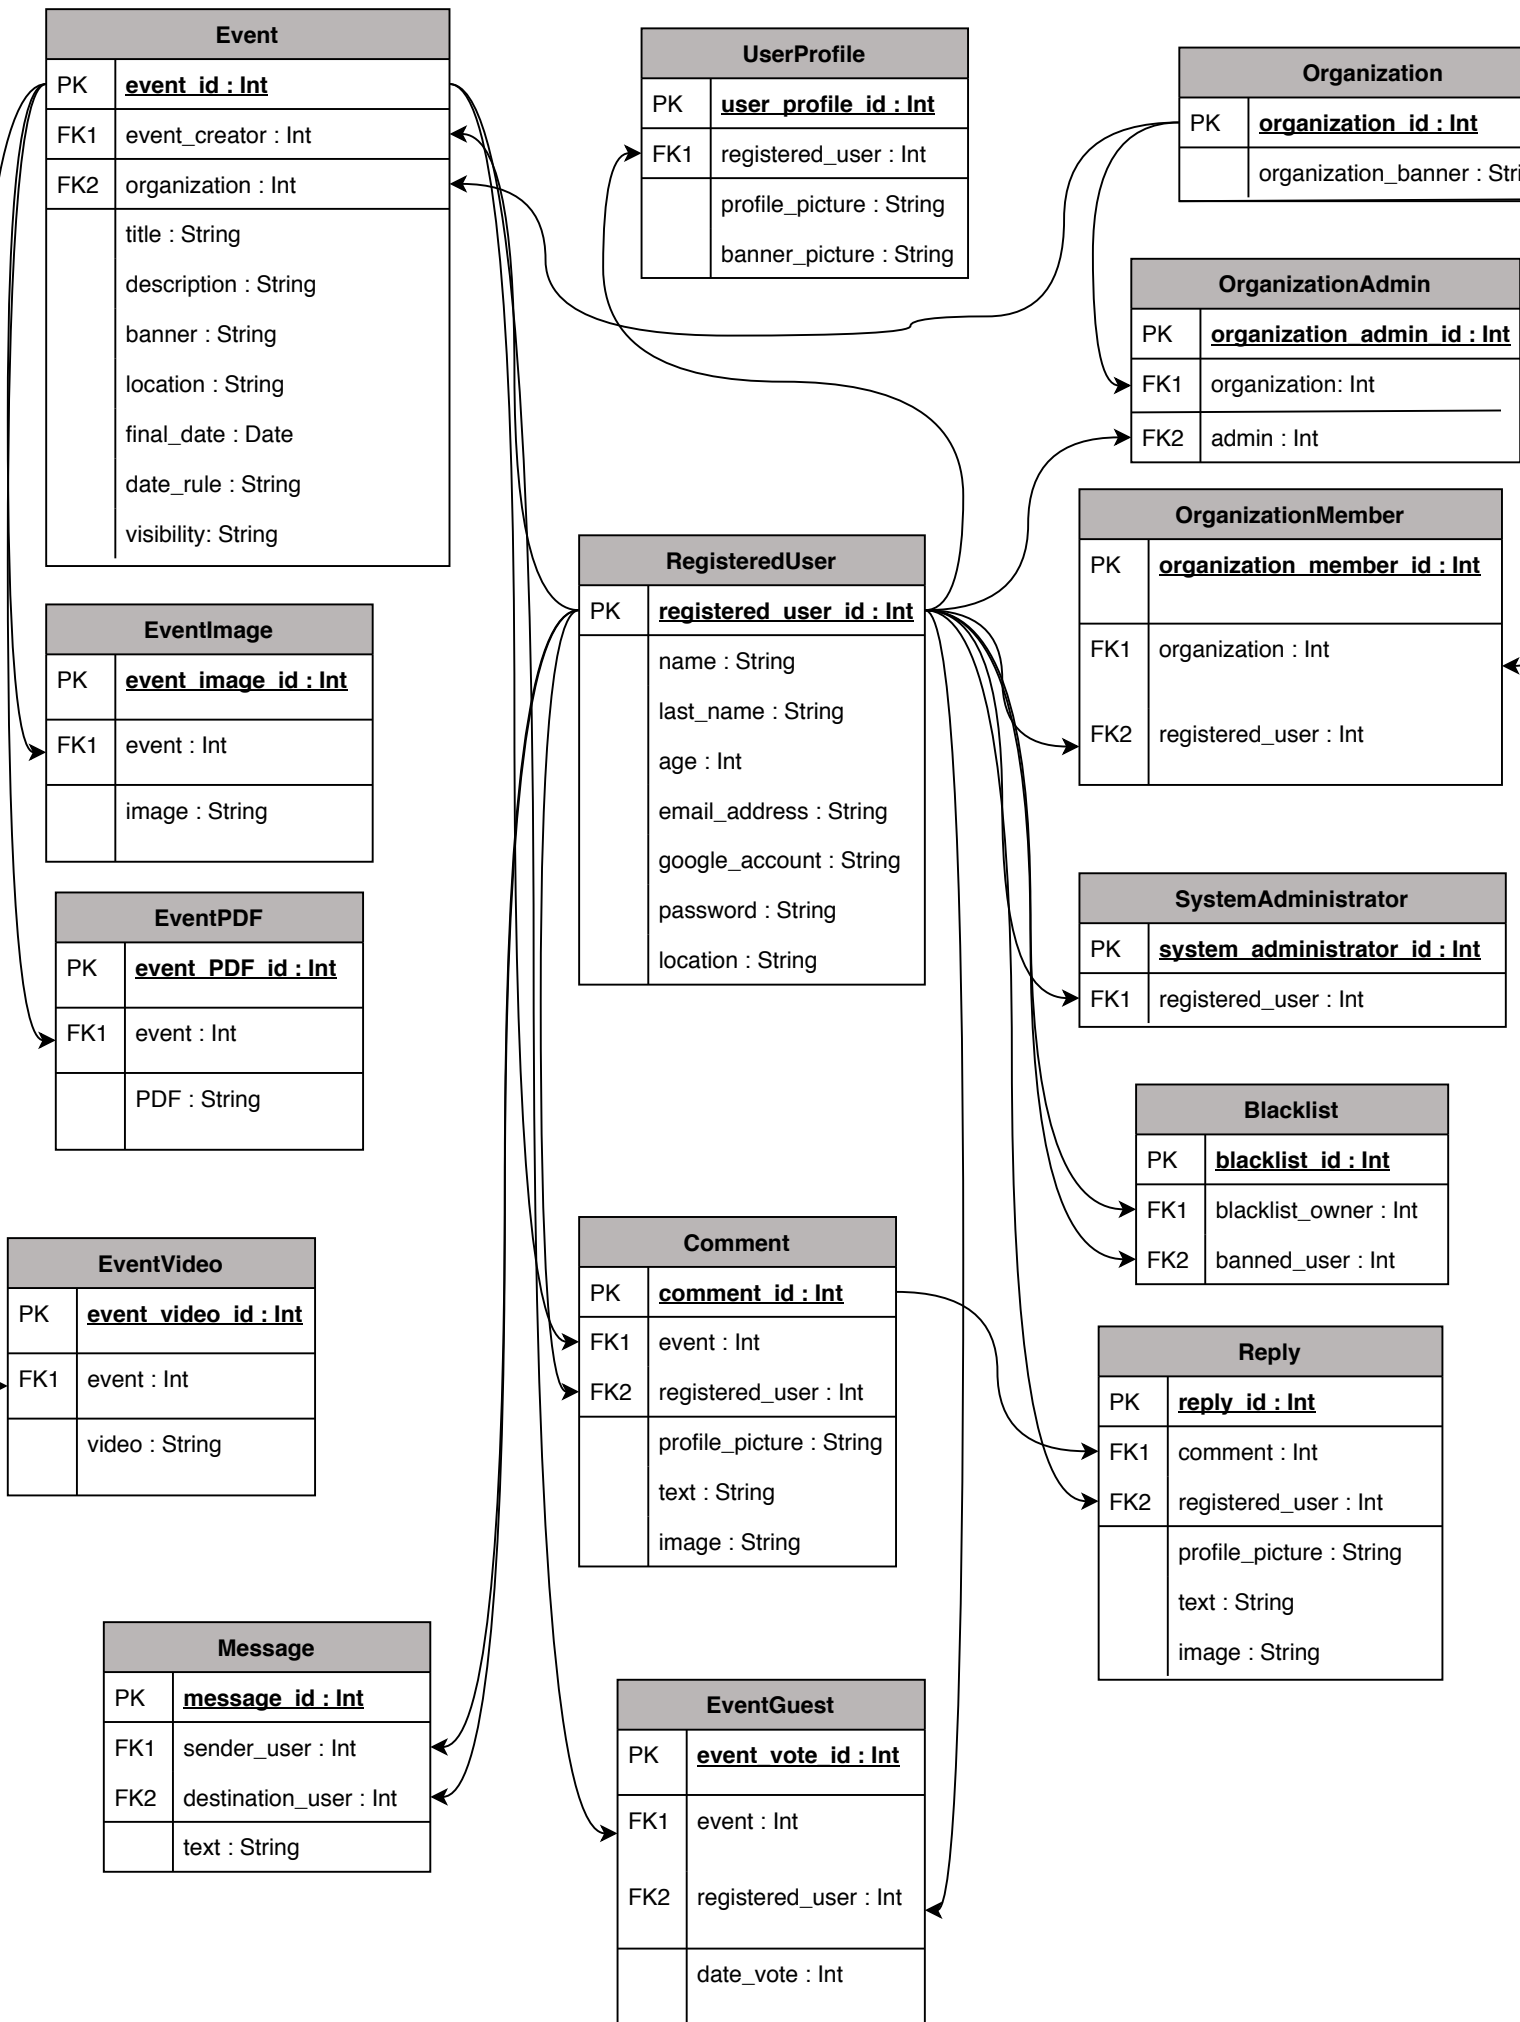 Event
PK event_id : Int
FK1 event_creator : Int
FK2 organization : Int
title : String
description : String
banner : String
location : String
final_date : Date
date_rule : String
visibility: String
UserProfile
PK user_profile_id : Int
FK1 registered_user : Int
profile_picture : String
banner_picture : String
Organization
PK organization_id : Int
organization_banner :
OrganizationAdmin
PK organization_admin_id : Int
FK1 organization: Int
FK2 admin : Int
OrganizationMember
PK organization_member_id : Int
FK1 organization : Int
FK2 registered_user : Int
RegisteredUser
PK registered_user_id : Int
name : String
last_name : String
age : Int
email_address : String
google_account : String
password : String
location : String
EventImage
PK event_image_id : Int
FK1 event : Int
image : String
EventPDF
PK event_PDF_id : Int
FK1 event : Int
PDF : String
SystemAdministrator
PK system_administrator_id : Int
FK1 registered_user : Int
Blacklist
PK blacklist_id : Int
FK1 blacklist_owner : Int
FK2 banned_user : Int
EventVideo
PK event_video_id : Int
FK1 event : Int
video : String
Comment
PK comment_id : Int
FK1 event : Int
FK2 registered_user : Int
profile_picture : String
text : String
image : String
Reply
PK reply_id : Int
FK1 comment : Int
FK2 registered_user : Int
profile_picture : String
text : String
image : String
Message
PK message_id : Int
FK1 sender_user : Int
FK2 destination_user : Int
text : String
EventGuest
PK event_vote_id : Int
FK1 event : Int
FK2 registered_user : Int
date_vote : Int